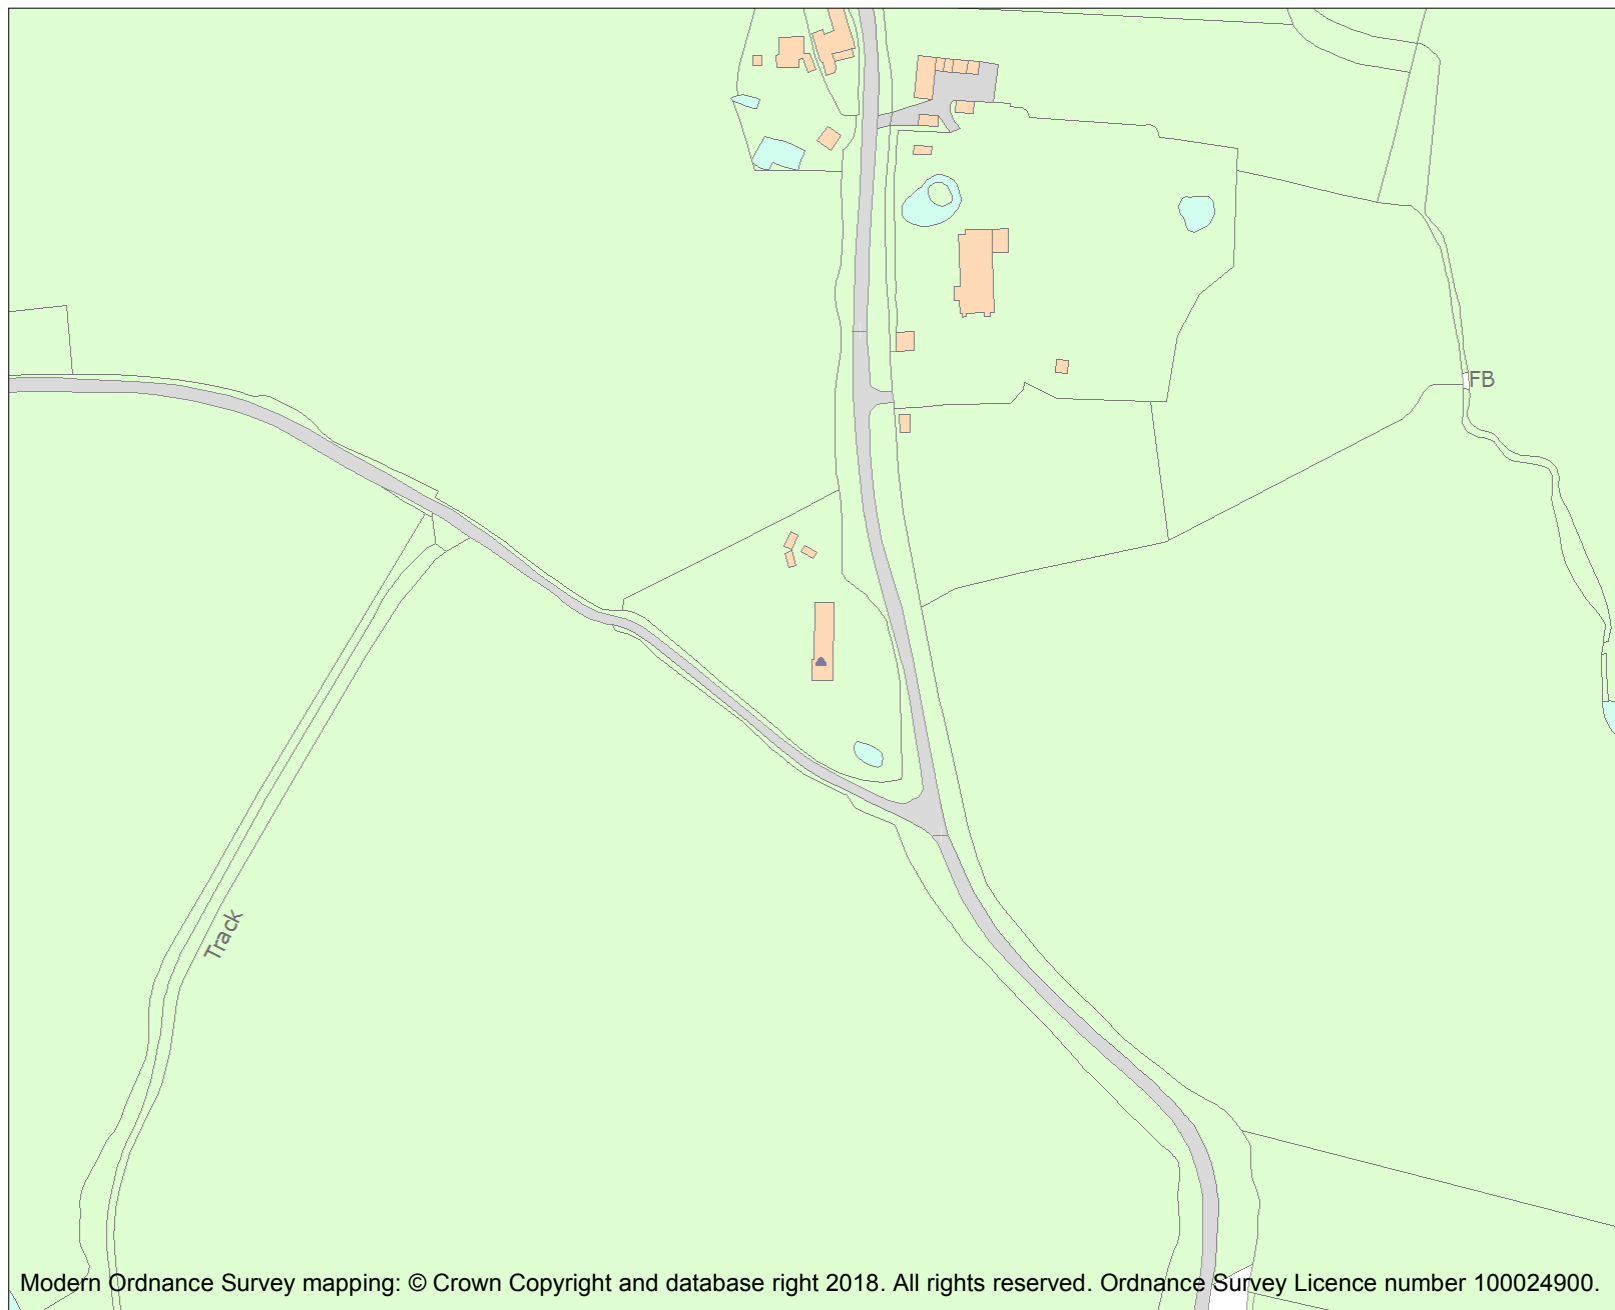 FB
Track
Modern Ordnance Survey mapping: © Crown Copyright and database right 2018. All rights reserved. Ordnance Survey Licence number 100024900.